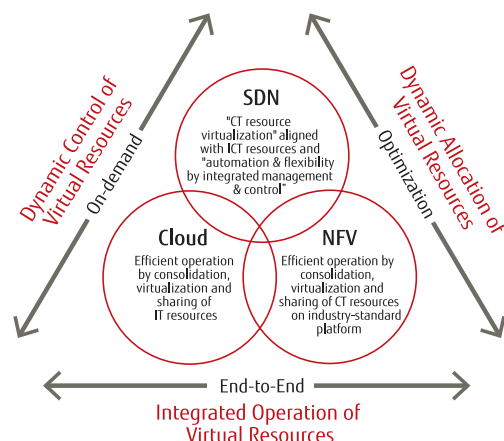 SDN
"CT resource
virtualization" aligned
with ICT resources and
"automation & flexibility
by integrated management
& control"
Dynamic Control of
Virtual Resources
On-demand
Dynamic Allocation of
Virtual Resources
Optimization
Cloud
Efficient operation
by consolidation,
virtualization and
sharing of
IT resources
NFV
Efficient operation by
consolidation,
virtualization and
sharing of CT resources
on industry-standard
platform
End-to-End
Integrated Operation of
Virtual Resources